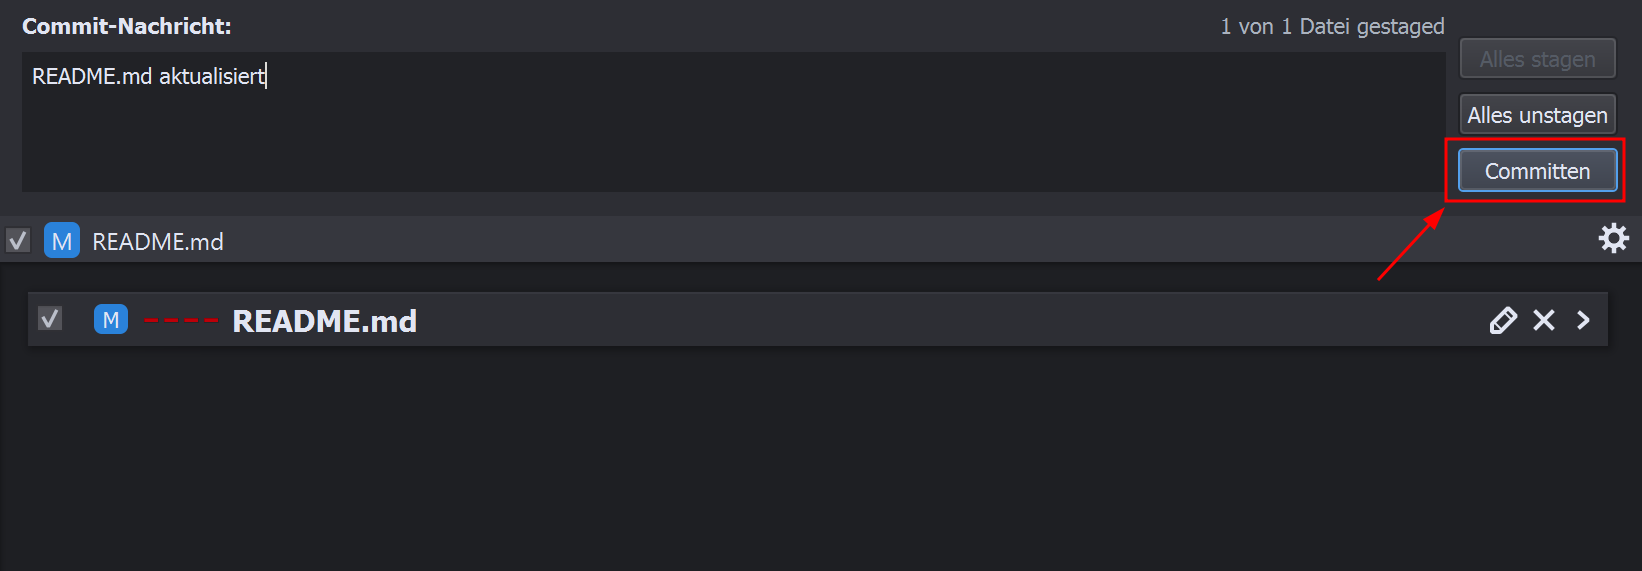 Commit-Nachricht:
1 von 1 Datei gestaged
README.md aktualisiert
Alles stagen
Alles unstagen
Committen
M README.md
M README.md